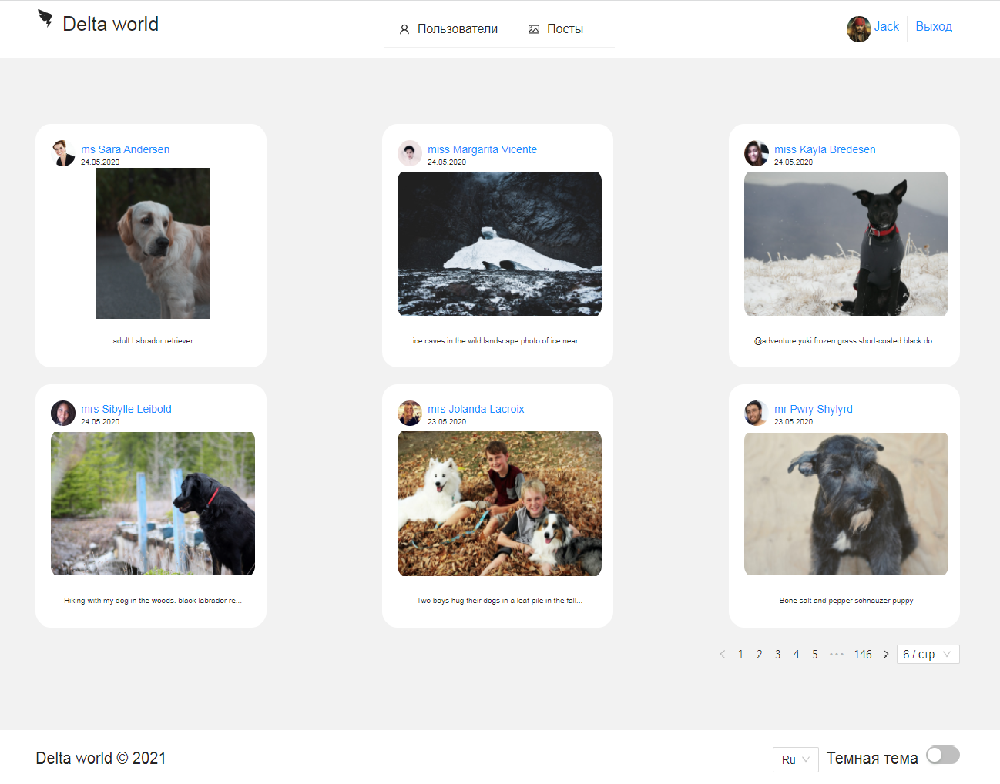 Delta world
Пользователи
Посты
Jack
Выход
ms Sara Andersen
24.05.2020
adult Labrador retriever
miss Margarita Vicente
24.05.2020
ice caves in the wild landscape photo of ice near ...
miss Kayla Bredesen
24.05.2020
@adventure.yuki frozen grass short-coated black do...
mrs Sibylle Leibold
24.05.2020
Hiking with my dog in the woods. black labrador re...
mrs Jolanda Lacroix
23.05.2020
Two boys hug their dogs in a leaf pile in the fall...
mr Pwry Shylyrd
23.05.2020
Bone salt and pepper schnauzer puppy
1 2 3 4 5 ••• 146 6 / стр.
Delta world © 2021
Ru
Темная тема